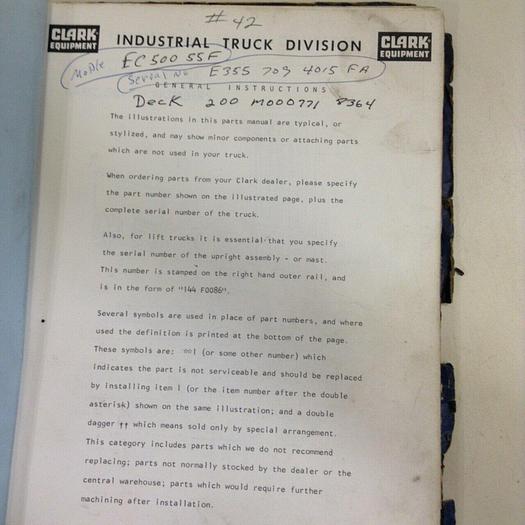 #42
CLARK EQUIPMENT INDUSTRIAL TRUCK DIVISION CLARK EQUIPMENT
Modle EC 500 55F
Serial No E355 709 4015 FA
GENERAL INSTRUCTIONS
Deck 200 M000771 8364
The illustrations in this parts manual are typical, or
stylized, and may show minor components or attaching parts
which are not used in your truck.
When ordering parts from your Clark dealer, please specify
the part number shown on the illustrated page, plus the
complete serial number of the truck.
Also, for lift trucks it is essential that you specify
the serial number of the upright assembly - or mast.
This number is stamped on the right hand outer rail, and
is in the form of "144 F0086".
Several symbols are used in place of part numbers, and where
used the definition is printed at the bottom of the page.
These symbols are: **1 (or some other number) which
indicates the part is not serviceable and should be replaced
by installing item 1 (or the item number after the double
asterisk) shown on the same illustration; and a double
dagger †† which means sold only by special arrangement.
This category includes parts which we do not recommend
replacing; parts not normally stocked by the dealer or the
central warehouse; parts which would require further
machining after installation.